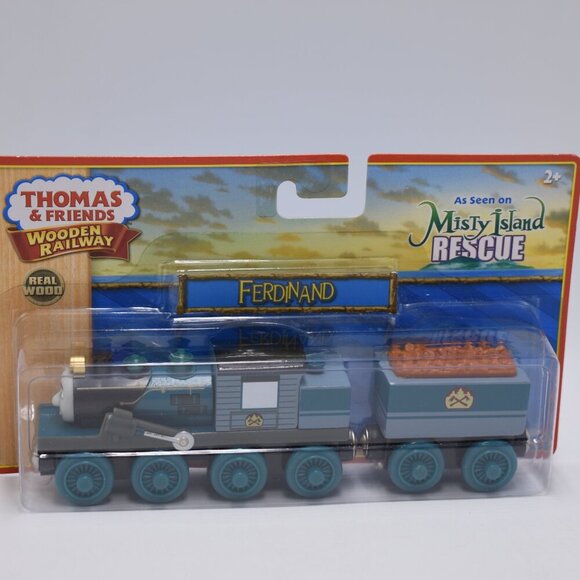 THOMAS
& FRIENDS
WOODEN
RAILWAY
REAL
WOOD
2+
As Seen on
Misty Island
RESCUE
FERDINAND